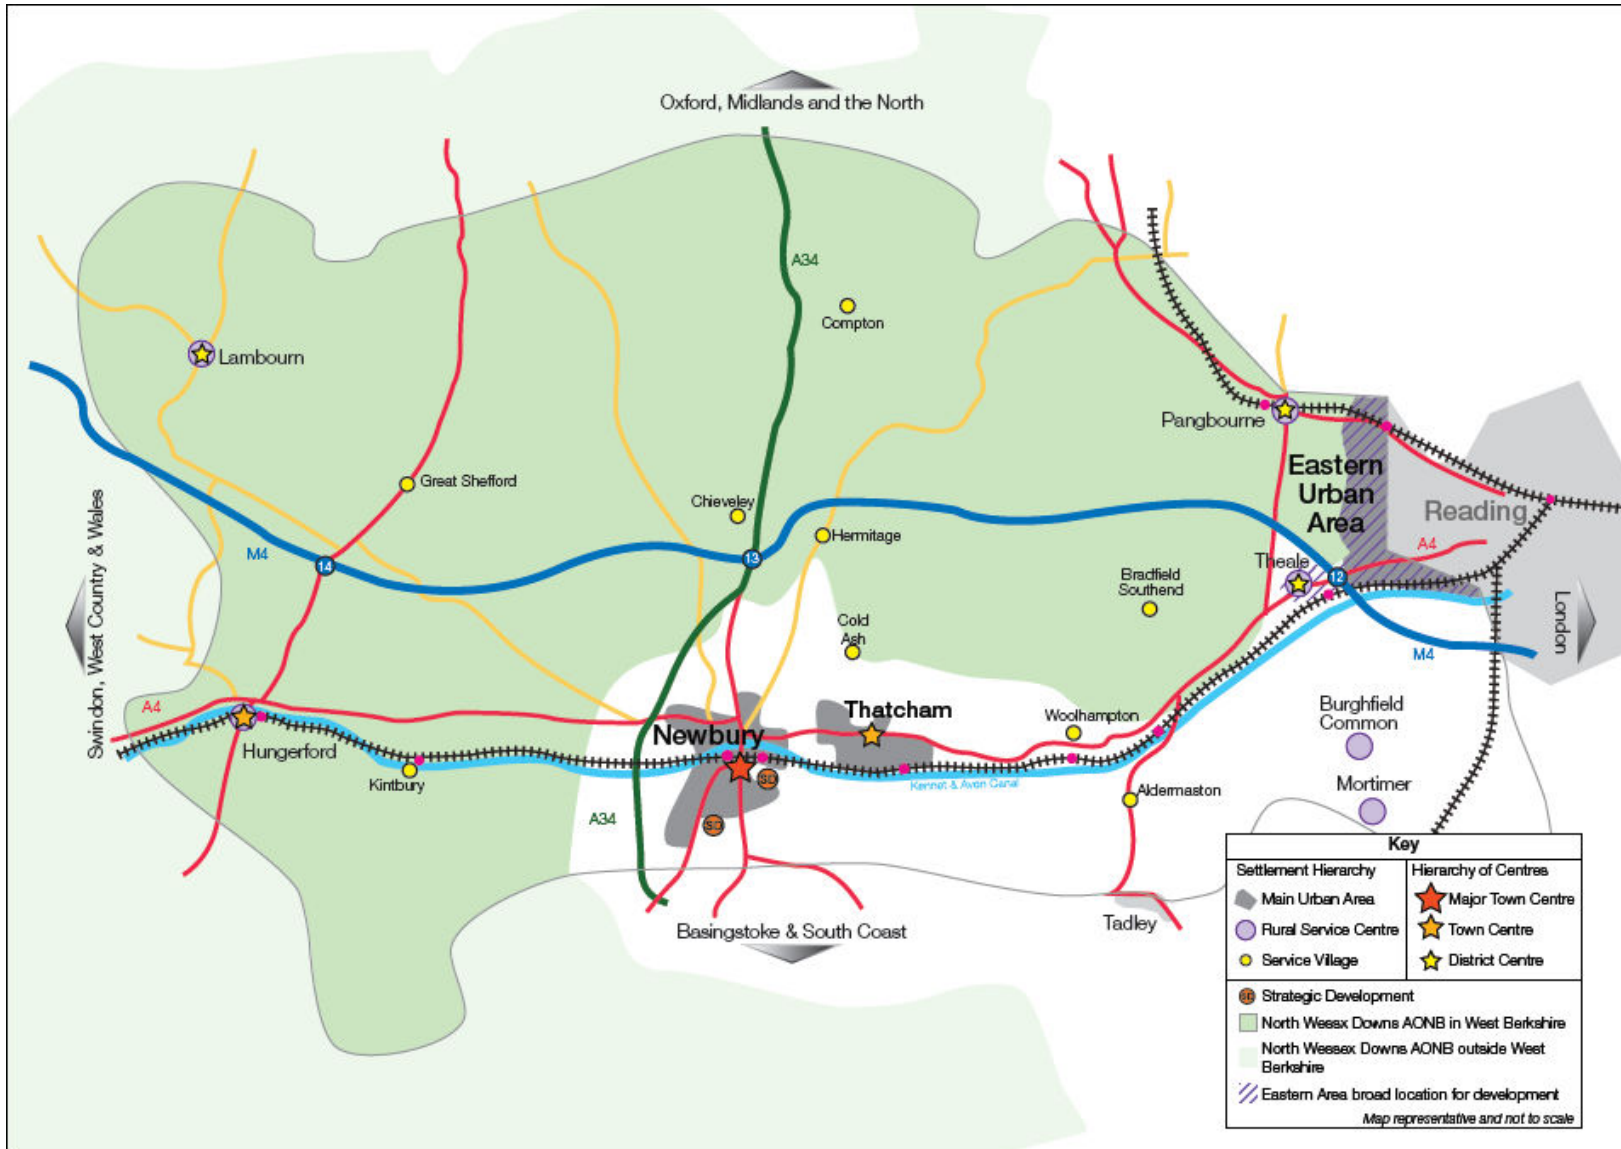 Oxford, Midlands and the North
A34
Compton
Lambourn
Pangbourne
Great Shefford
Eastern
Urban
Area
Chieveley
Reading
Hermitage
M4
14
13
A4
Theale
12
Bradfield
Southend
Swindon, West Country & Wales
Cold
Ash
London
M4
A4
Thatcham
Woolhampton
Burghfield
Common
Newbury
Hungerford
Kintbury
SD
Kennet & Avon Canal
Aldermaston
Mortimer
A34
SD
Tadley
Basingstoke & South Coast
Key
Settlement Hierarchy
Main Urban Area
Rural Service Centre
Service Village
Hierarchy of Centres
Major Town Centre
Town Centre
District Centre
SD Strategic Development
North Wessx Downs AONB in West Berkshire
North Wessex Downs AONB outside West
Berkshire
Eastern Area broad location for development
Map representative and not to scale